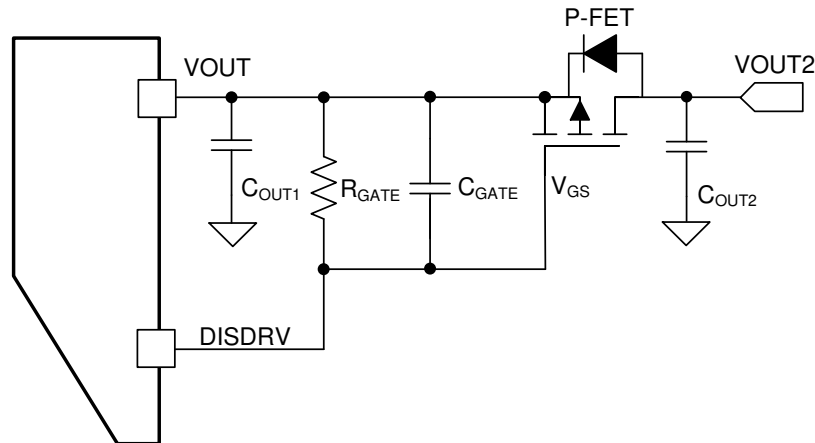 P-FET
VOUT
VOUT2
COUT1
RGATE
CGATE
VGS
COUT2
DISDRV